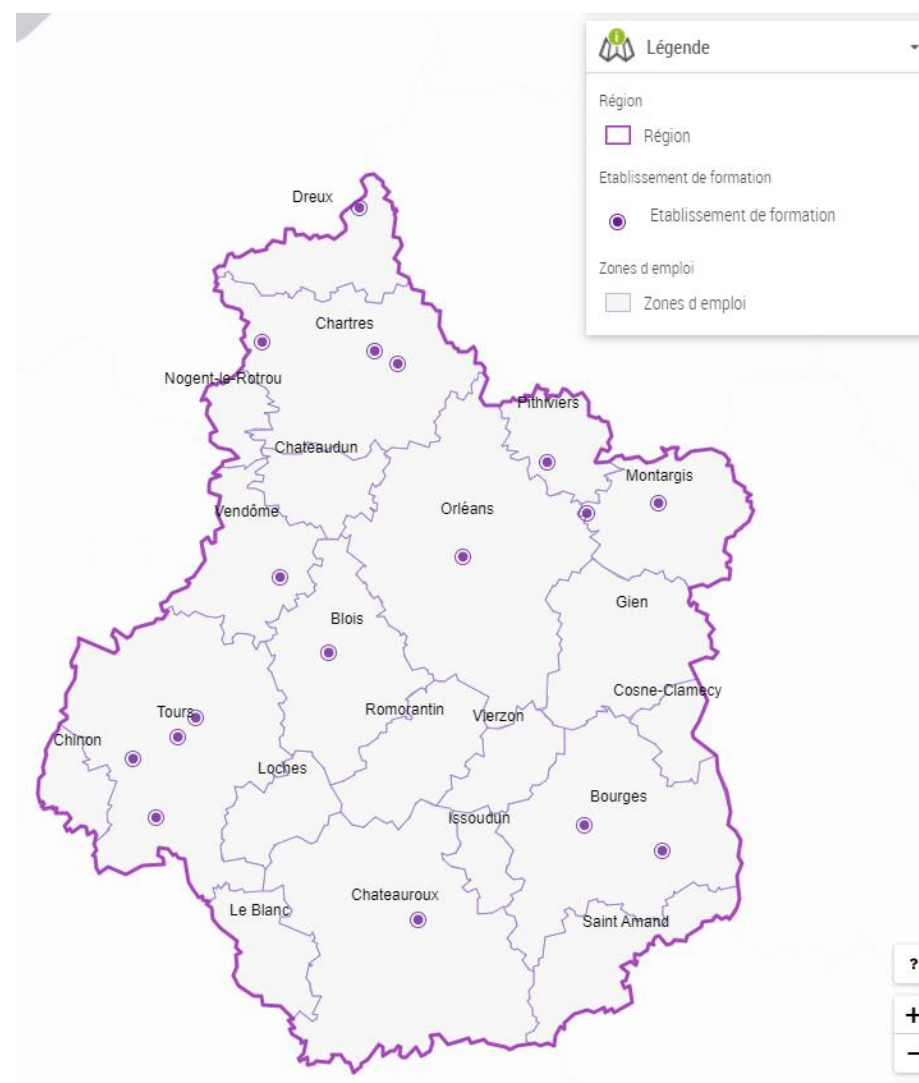 Légende
Région
Région
Etablissement de formation
Etablissement de formation
Zones d emploi
Zones d emploi
Dreux
Chartres
Nogent-le-Rotrou
Pithiviers
Chateaudun
Montargis
Vendôme
Orléans
Gien
Blois
Cosne-Clamecy
Romorantin
Tours
Vierzon
Chinon
Loches
Bourges
Issoudun
Chateauroux
Le Blanc
Saint Amand
?
+
−